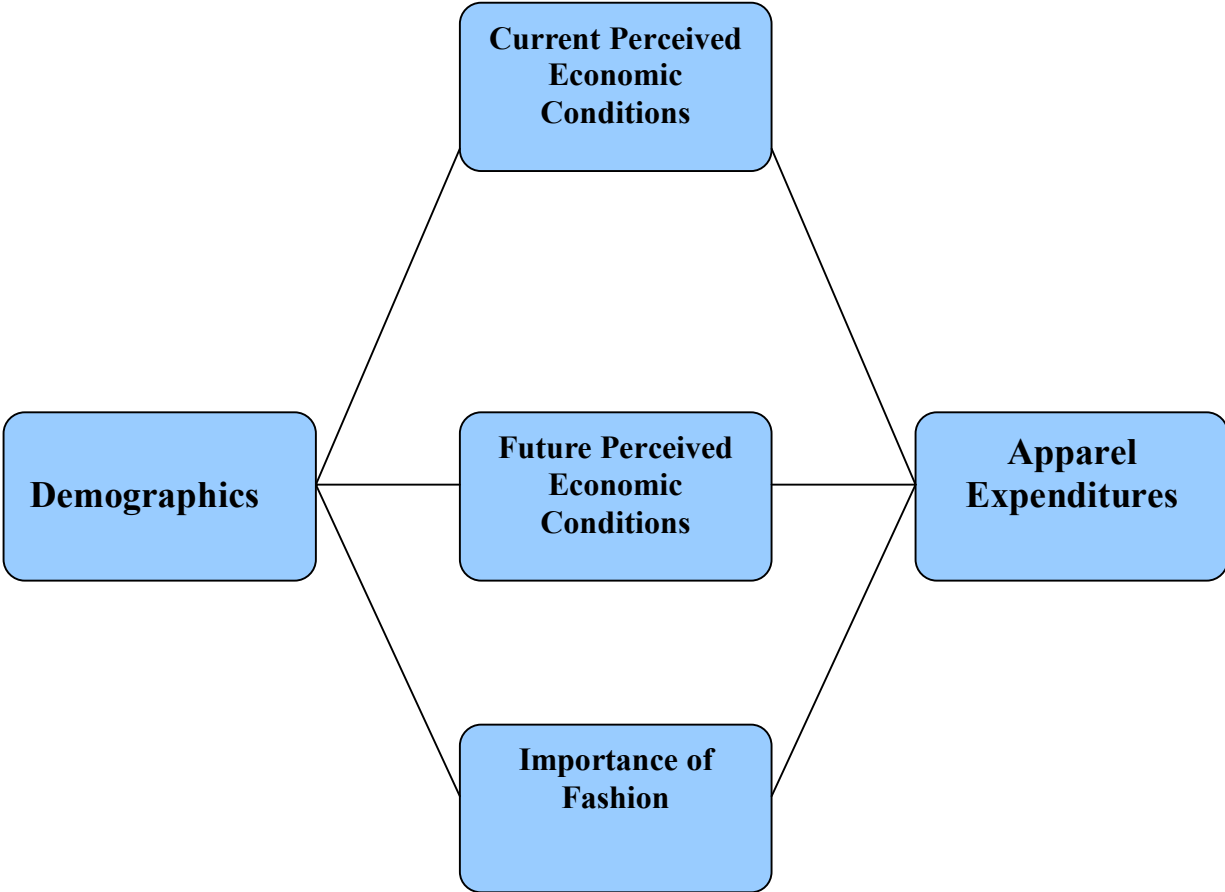 Current Perceived
Economic
Conditions
Demographics
Future Perceived
Economic
Conditions
Apparel
Expenditures
Importance of
Fashion